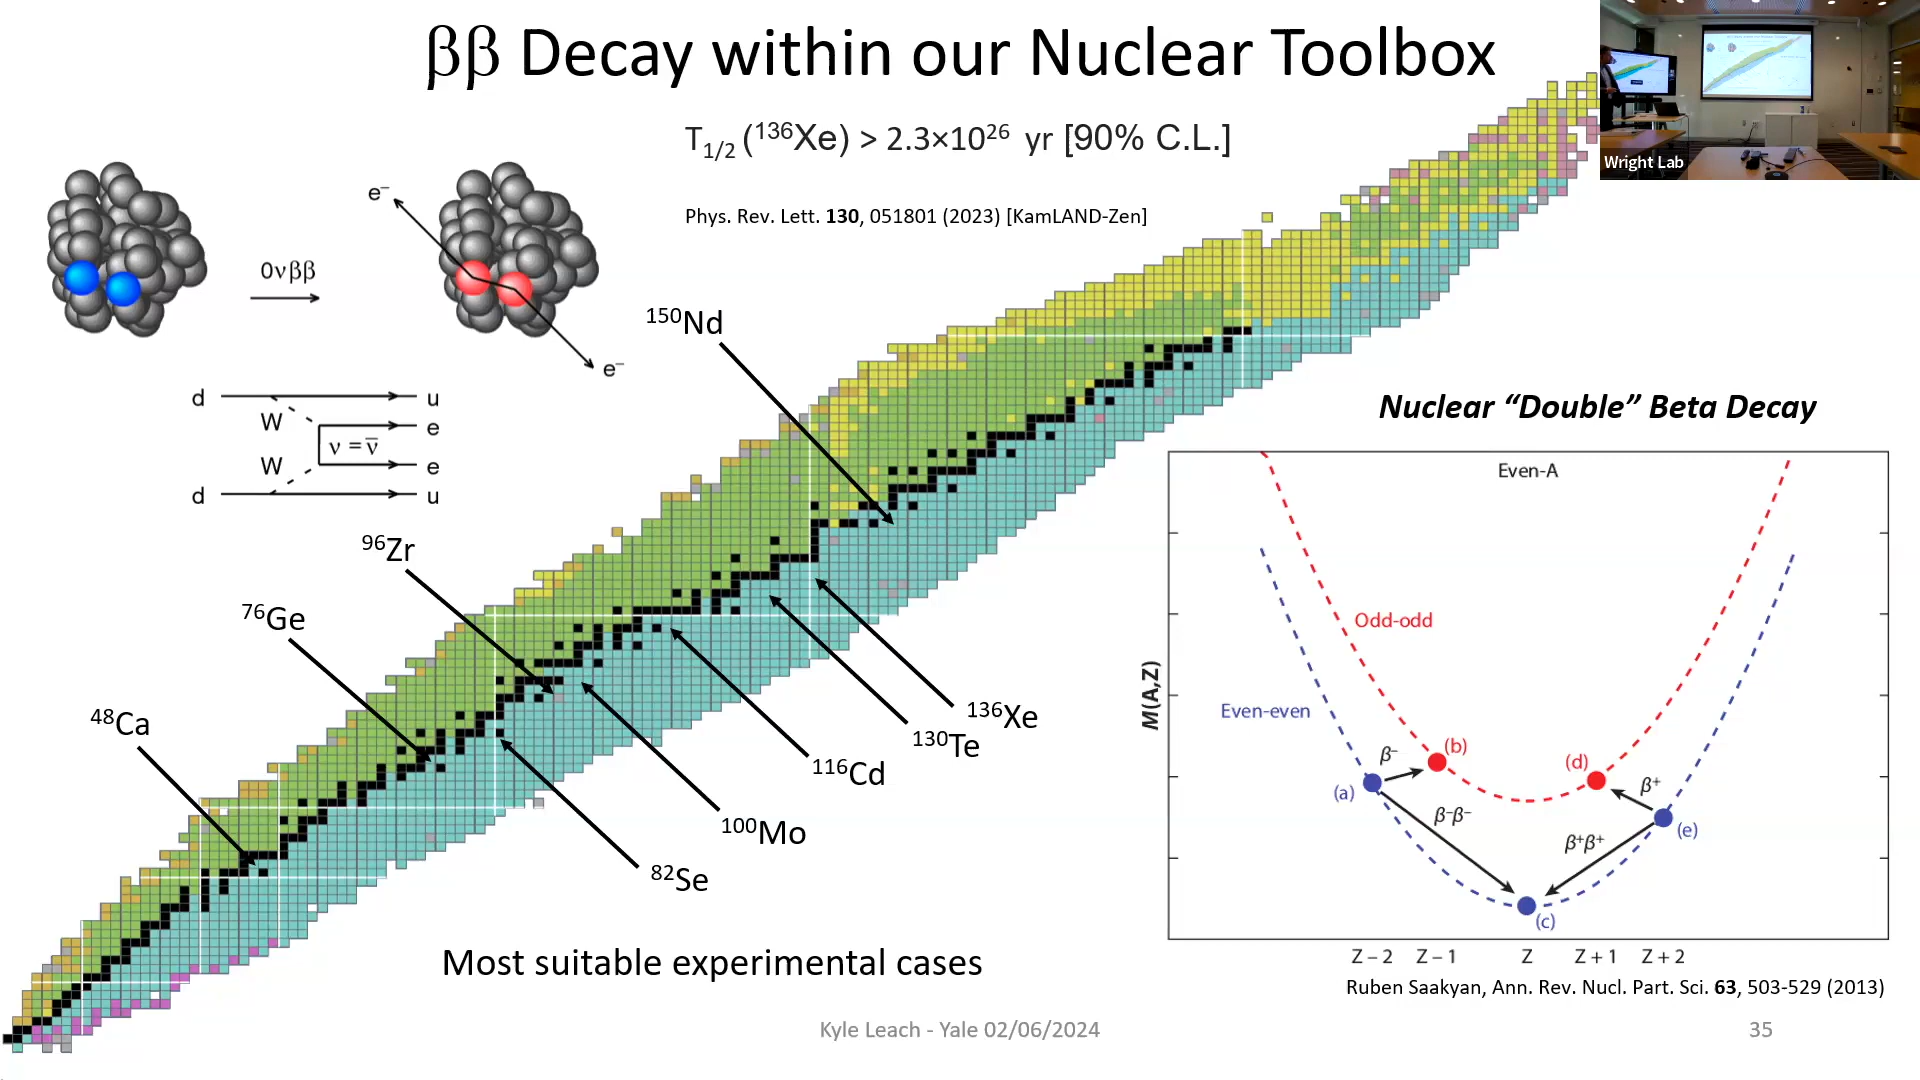 ββ Decay within our Nuclear Toolbox
T1/2 (136Xe) > 2.3×10^26 yr [90% C.L.]
Phys. Rev. Lett. 130, 051801 (2023) [KamLAND-Zen]
Wright Lab
0νββ
e–
e–
d
u
W
e
ν = ν̅
W
e
d
u
150Nd
96Zr
76Ge
48Ca
136Xe
130Te
116Cd
100Mo
82Se
Most suitable experimental cases
Nuclear “Double” Beta Decay
Even-A
Odd-odd
Even-even
M(A,Z)
β–
(b)
(d)
β+
(a)
β–β–
β+β+
(e)
(c)
Z – 2 Z – 1 Z Z + 1 Z + 2
Ruben Saakyan, Ann. Rev. Nucl. Part. Sci. 63, 503-529 (2013)
Kyle Leach - Yale 02/06/2024
35